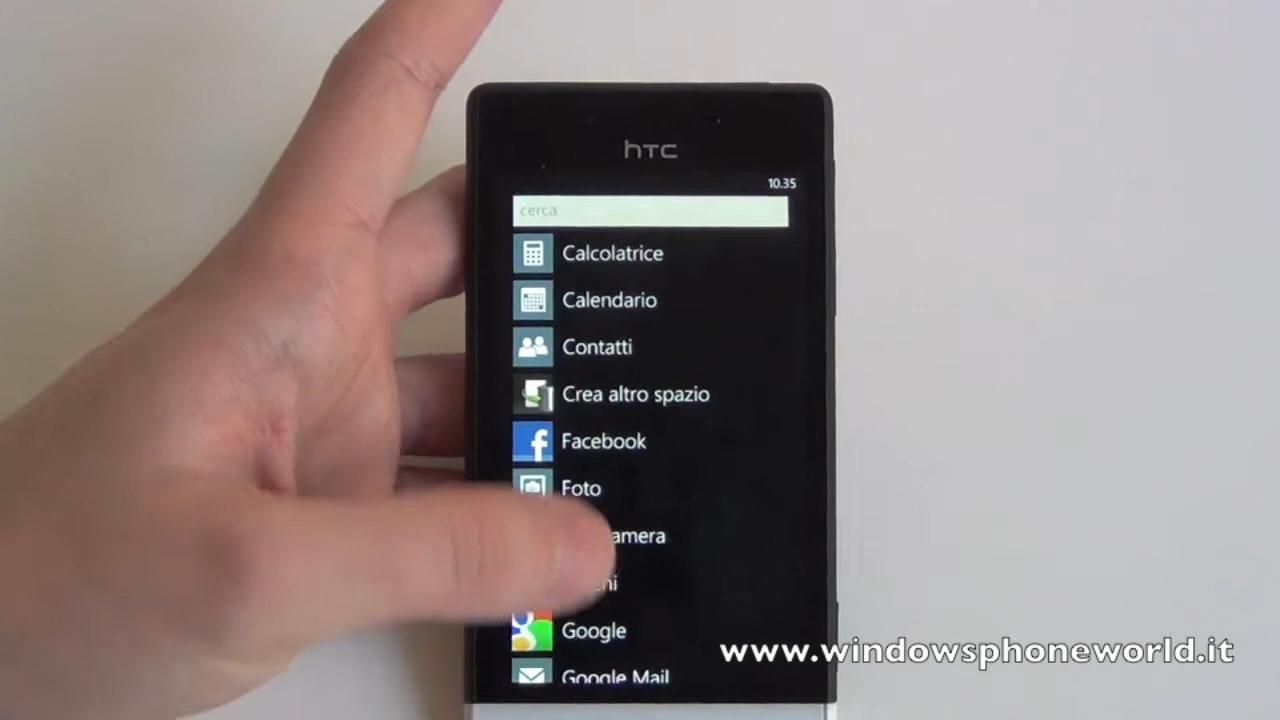 hTC
10.35
cerca
Calcolatrice
Calendario
Contatti
Crea altro spazio
Facebook
Foto
Google
Google Mail
www.windowsphoneworld.it